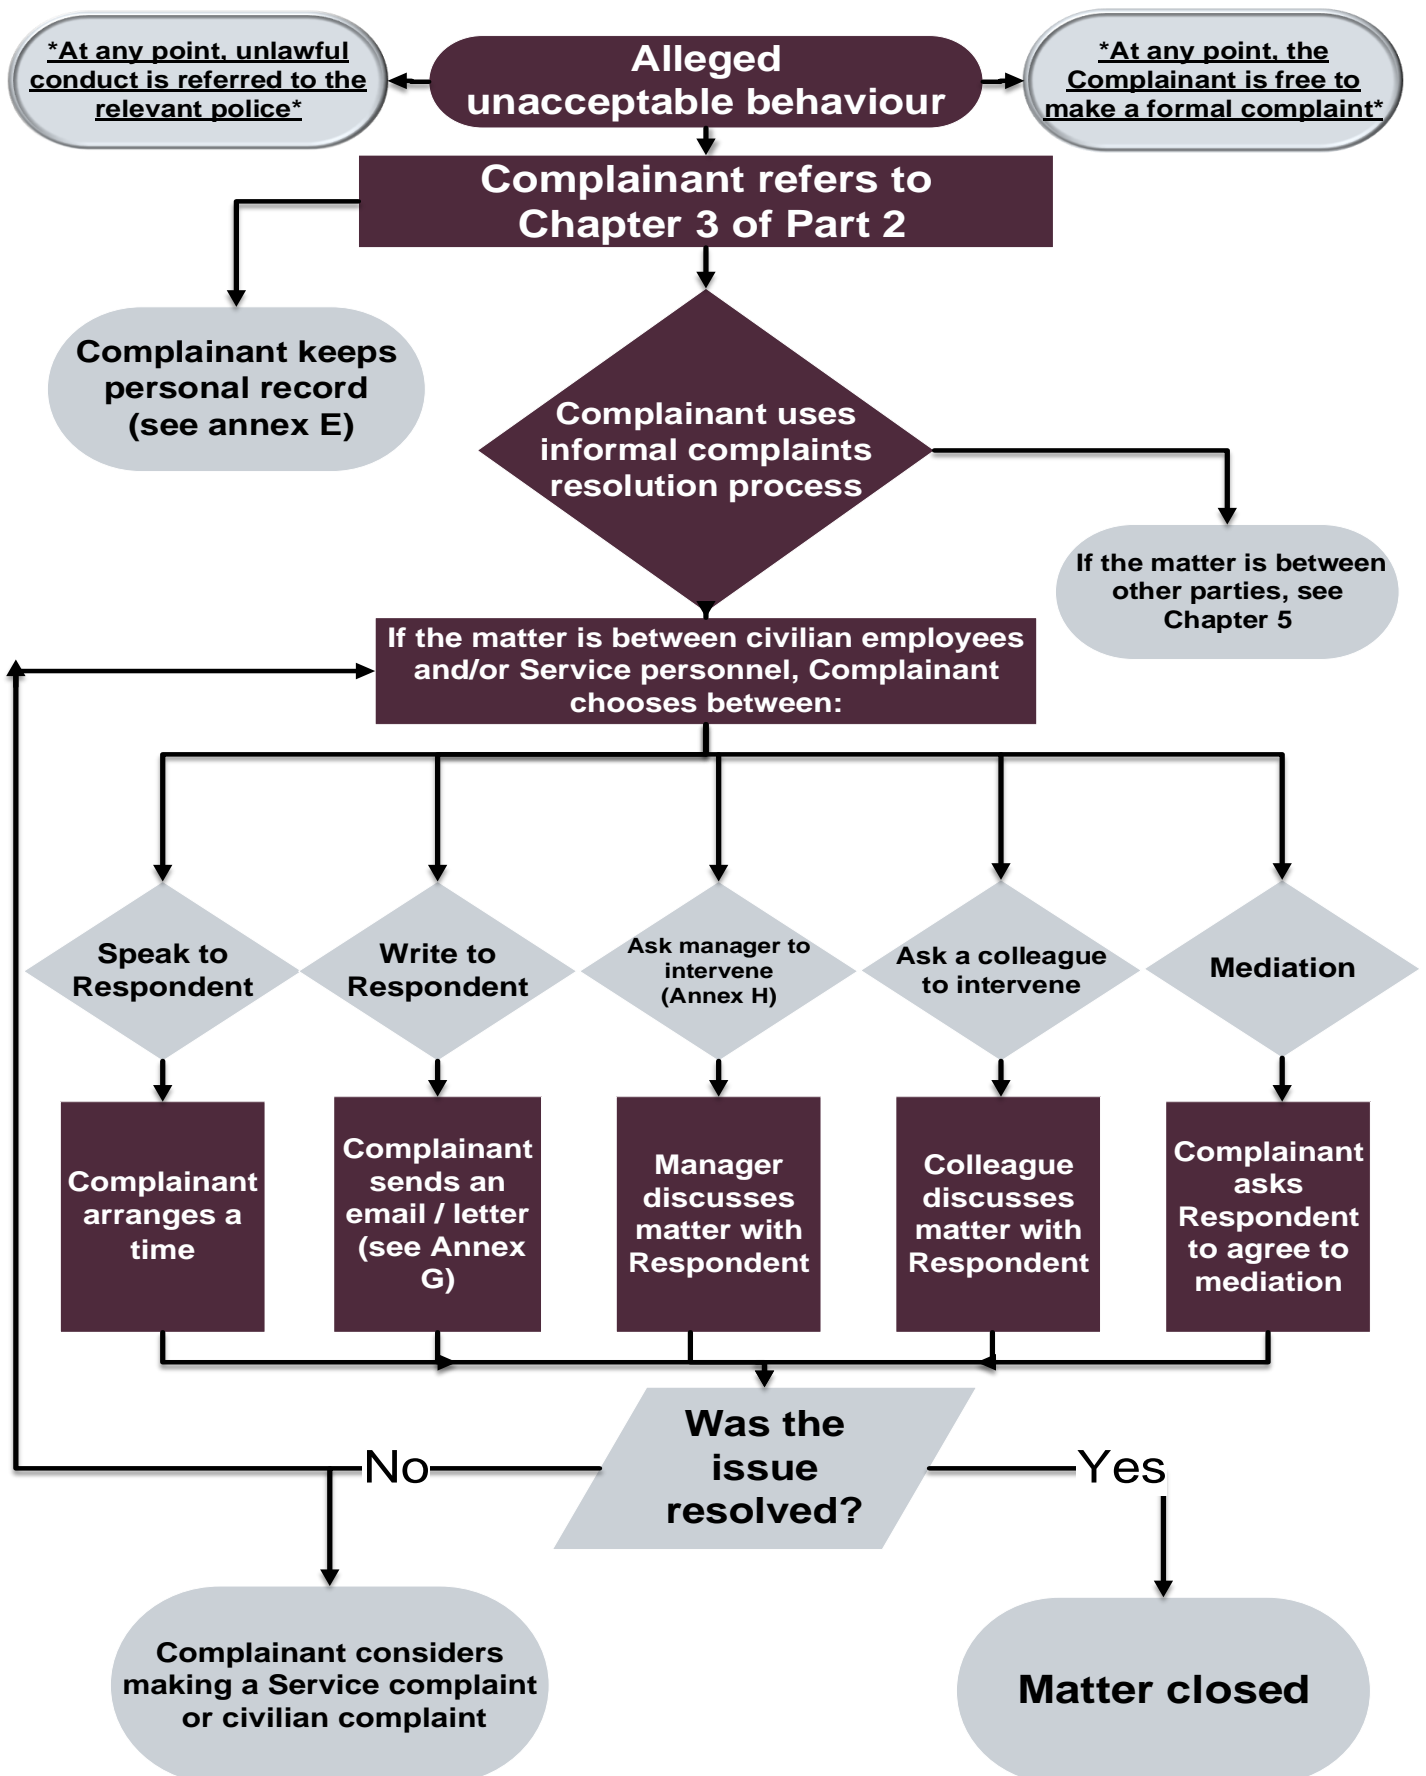 *At any point, unlawful
conduct is referred to the
relevant police*
Alleged
unacceptable behaviour
*At any point, the
Complainant is free to
make a formal complaint*
Complainant refers to
Chapter 3 of Part 2
Complainant keeps
personal record
(see annex E)
Complainant uses
informal complaints
resolution process
If the matter is between
other parties, see
Chapter 5
If the matter is between civilian employees
and/or Service personnel, Complainant
chooses between:
Speak to
Respondent
Write to
Respondent
Ask manager to
intervene
(Annex H)
Ask a colleague
to intervene
Mediation
Complainant
arranges a
time
Complainant
sends an
email / letter
(see Annex
G)
Manager
discusses
matter with
Respondent
Colleague
discusses
matter with
Respondent
Complainant
asks
Respondent
to agree to
mediation
Was the
issue
resolved?
No
Yes
Complainant considers
making a Service complaint
or civilian complaint
Matter closed